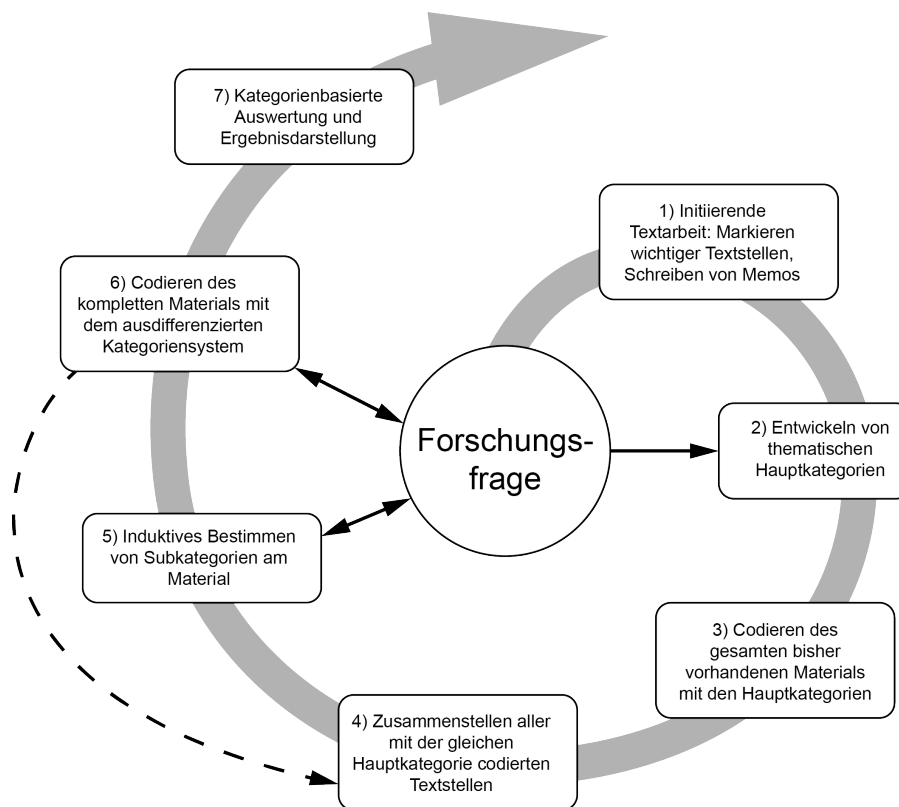 7) Kategorienbasierte
Auswertung und
Ergebnisdarstellung
1) Initiierende
Textarbeit: Markieren
wichtiger Textstellen,
Schreiben von Memos
6) Codieren des
kompletten Materials mit
dem ausdifferenzierten
Kategoriensystem
Forschungs-
frage
2) Entwickeln von
thematischen
Hauptkategorien
5) Induktives Bestimmen
von Subkategorien am
Material
3) Codieren des
gesamten bisher
vorhandenen Materials
mit den Hauptkategorien
4) Zusammenstellen aller
mit der gleichen
Hauptkategorie codierten
Textstellen